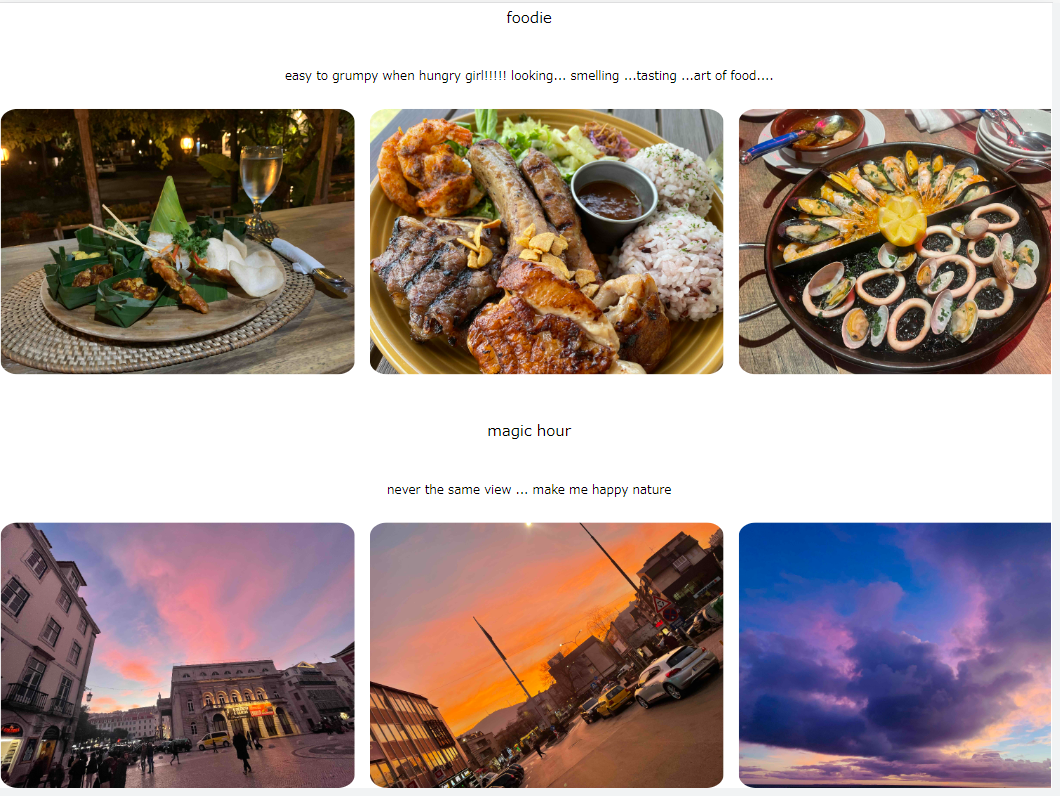 foodie
easy to grumpy when hungry girl!!!!! looking... smelling ...tasting ...art of food....
magic hour
never the same view ... make me happy nature